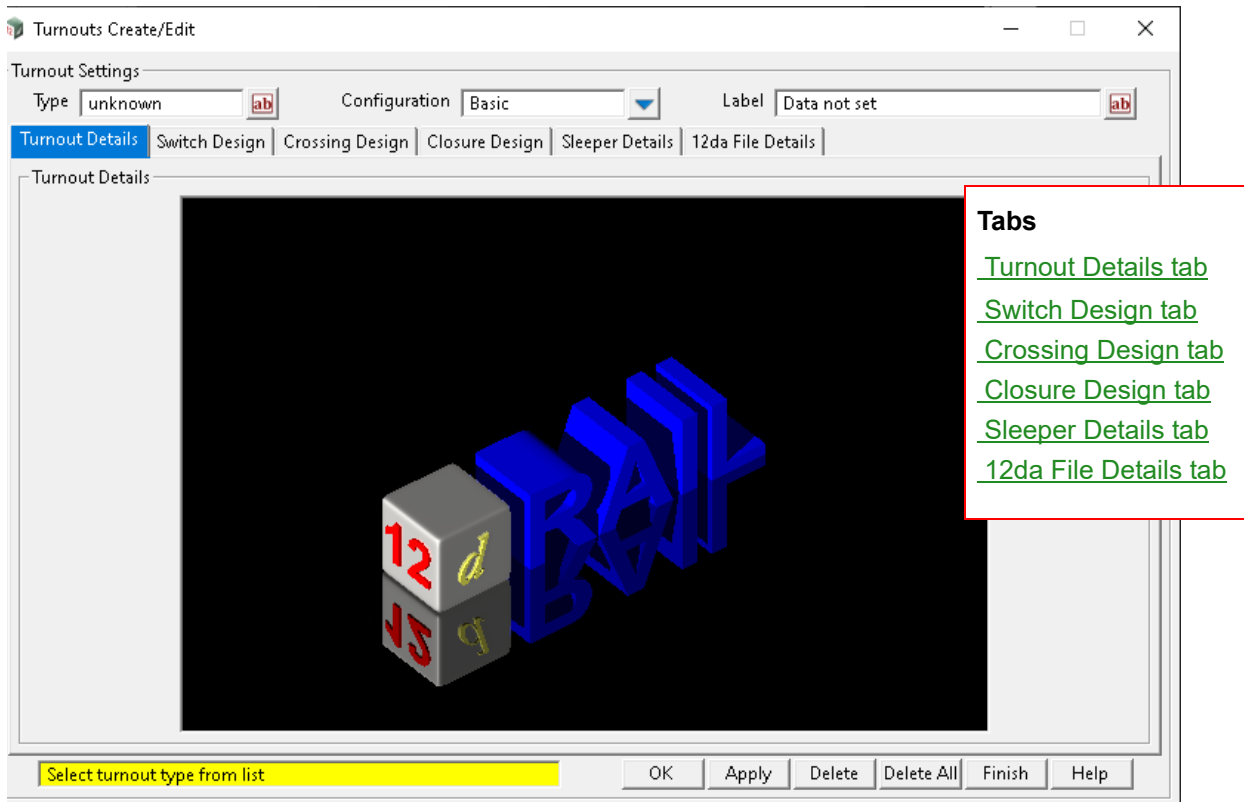 Turnouts Create/Edit
Turnout Settings
Type unknown ab Configuration Basic Label Data not set ab
Turnout Details Switch Design Crossing Design Closure Design Sleeper Details 12da File Details
Turnout Details
Tabs
Turnout Details tab
Switch Design tab
Crossing Design tab
Closure Design tab
Sleeper Details tab
12da File Details tab
12d RAIL
Select turnout type from list OK Apply Delete Delete All Finish Help